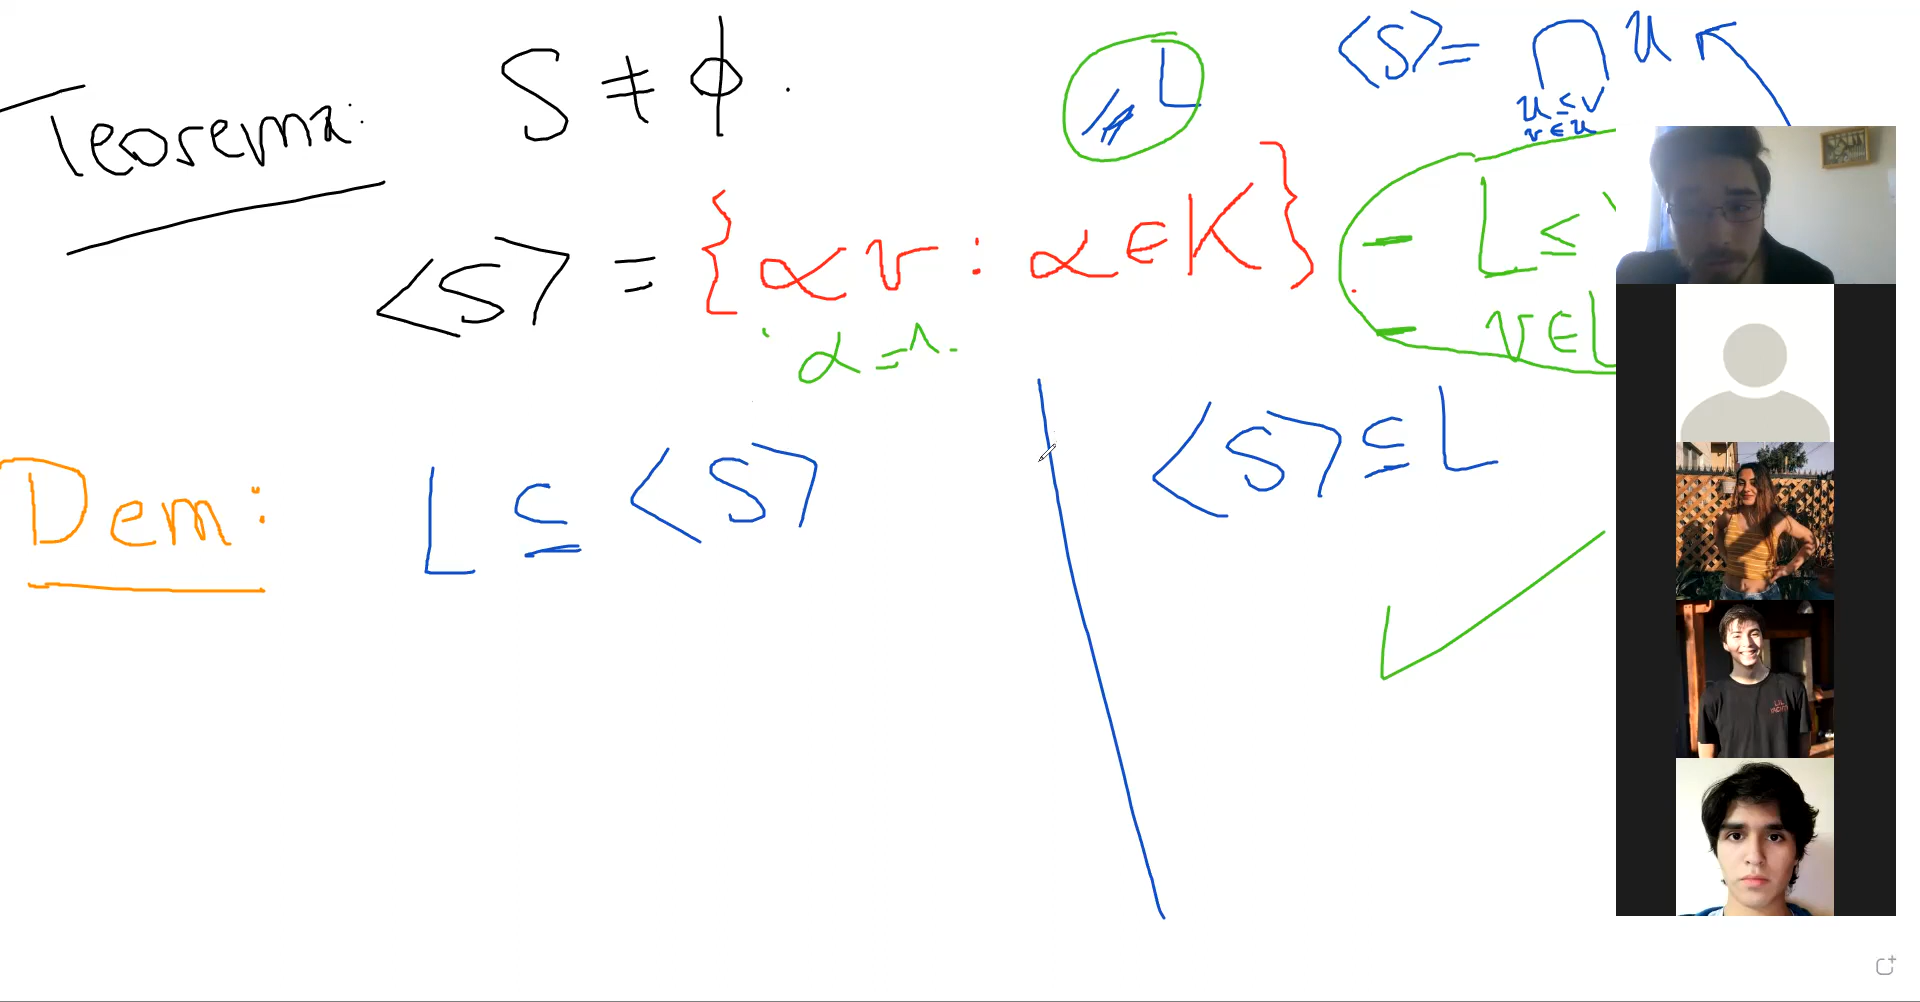 Teorema: S ≠ ϕ.
L
⟨S⟩ = ⋂ U
U ≤ V
v ∈ U
⟨S⟩ = { αv : α ∈ K }.
α = 1.
- L ≤
- v ∈ L
Dem: L ⊆ ⟨S⟩
⟨S⟩ ⊆ L